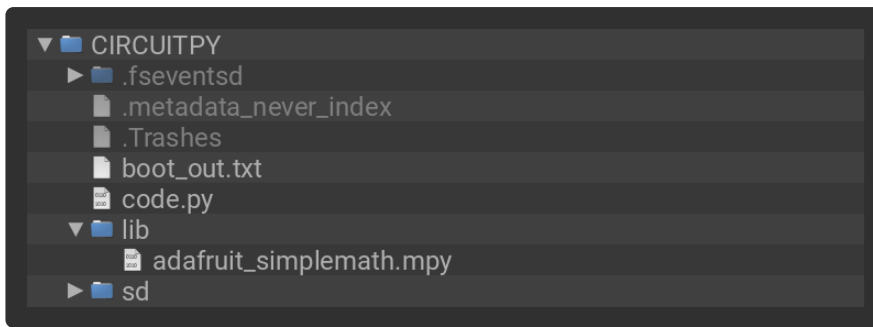 CIRCUITPY
.fseventsd
.metadata_never_index
.Trashes
boot_out.txt
code.py
lib
adafruit_simplemath.mpy
sd